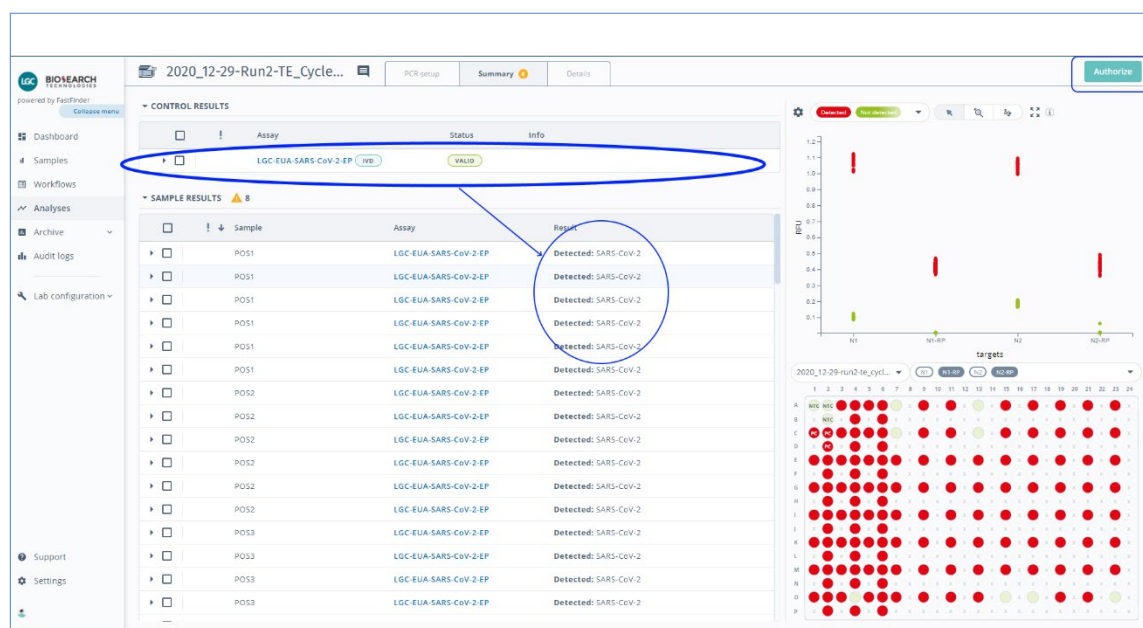 LGC BIOSEARCH
TECHNOLOGIES
powered by FastFinder
Collapse menu
Dashboard
Samples
Workflows
Analyses
Archive
Audit logs
Lab configuration
Support
Settings
2020_12-29-Run2-TE_Cycle...
PCR setup Summary Details
Authorize
CONTROL RESULTS
! Assay Status Info
LGC-EUA-SARS-CoV-2-EP IVD VALID
SAMPLE RESULTS 8
! Sample Assay Result
POS1 LGC-EUA-SARS-CoV-2-EP Detected: SARS-CoV-2
POS1 LGC-EUA-SARS-CoV-2-EP Detected: SARS-CoV-2
POS1 LGC-EUA-SARS-CoV-2-EP Detected: SARS-CoV-2
POS1 LGC-EUA-SARS-CoV-2-EP Detected: SARS-CoV-2
POS1 LGC-EUA-SARS-CoV-2-EP Detected: SARS-CoV-2
POS2 LGC-EUA-SARS-CoV-2-EP Detected: SARS-CoV-2
POS2 LGC-EUA-SARS-CoV-2-EP Detected: SARS-CoV-2
POS2 LGC-EUA-SARS-CoV-2-EP Detected: SARS-CoV-2
POS2 LGC-EUA-SARS-CoV-2-EP Detected: SARS-CoV-2
POS2 LGC-EUA-SARS-CoV-2-EP Detected: SARS-CoV-2
POS2 LGC-EUA-SARS-CoV-2-EP Detected: SARS-CoV-2
POS2 LGC-EUA-SARS-CoV-2-EP Detected: SARS-CoV-2
POS3 LGC-EUA-SARS-CoV-2-EP Detected: SARS-CoV-2
POS3 LGC-EUA-SARS-CoV-2-EP Detected: SARS-CoV-2
POS3 LGC-EUA-SARS-CoV-2-EP Detected: SARS-CoV-2
POS3 LGC-EUA-SARS-CoV-2-EP Detected: SARS-CoV-2
Detected Not detected
1.2
1.1
1.0
0.9
0.8
0.7
0.6
0.5
0.4
0.3
0.2
0.1
RFU
N1 N1-RP N2 N2-RP
targets
2020_12-29-run2-te_cycl... N1 N1-RP N2 N2-RP
1 2 3 4 5 6 7 8 9 10 11 12 13 14 15 16 17 18 19 20 21 22 23 24
A NTC NTC
B NTC
C PC PC
D PC
E
F
G
H
I
J
K
L
M
N
O
P